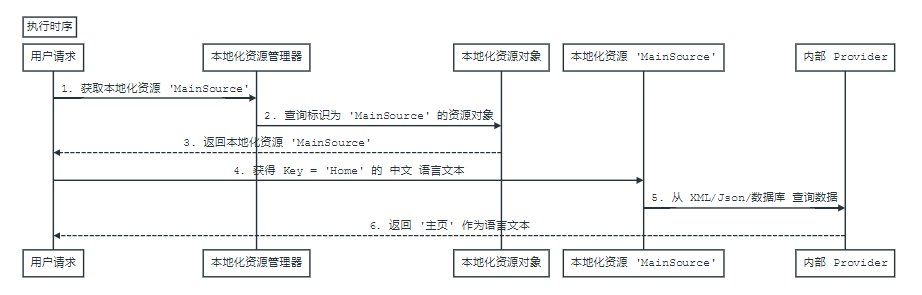 执行时序
用户请求
本地化资源管理器
本地化资源对象
本地化资源 'MainSource'
内部 Provider
1. 获取本地化资源 'MainSource'
2. 查询标识为 'MainSource' 的资源对象
3. 返回本地化资源 'MainSource'
4. 获得 Key = 'Home' 的 中文 语言文本
5. 从 XML/Json/数据库 查询数据
6. 返回 '主页' 作为语言文本
用户请求
本地化资源管理器
本地化资源对象
本地化资源 'MainSource'
内部 Provider